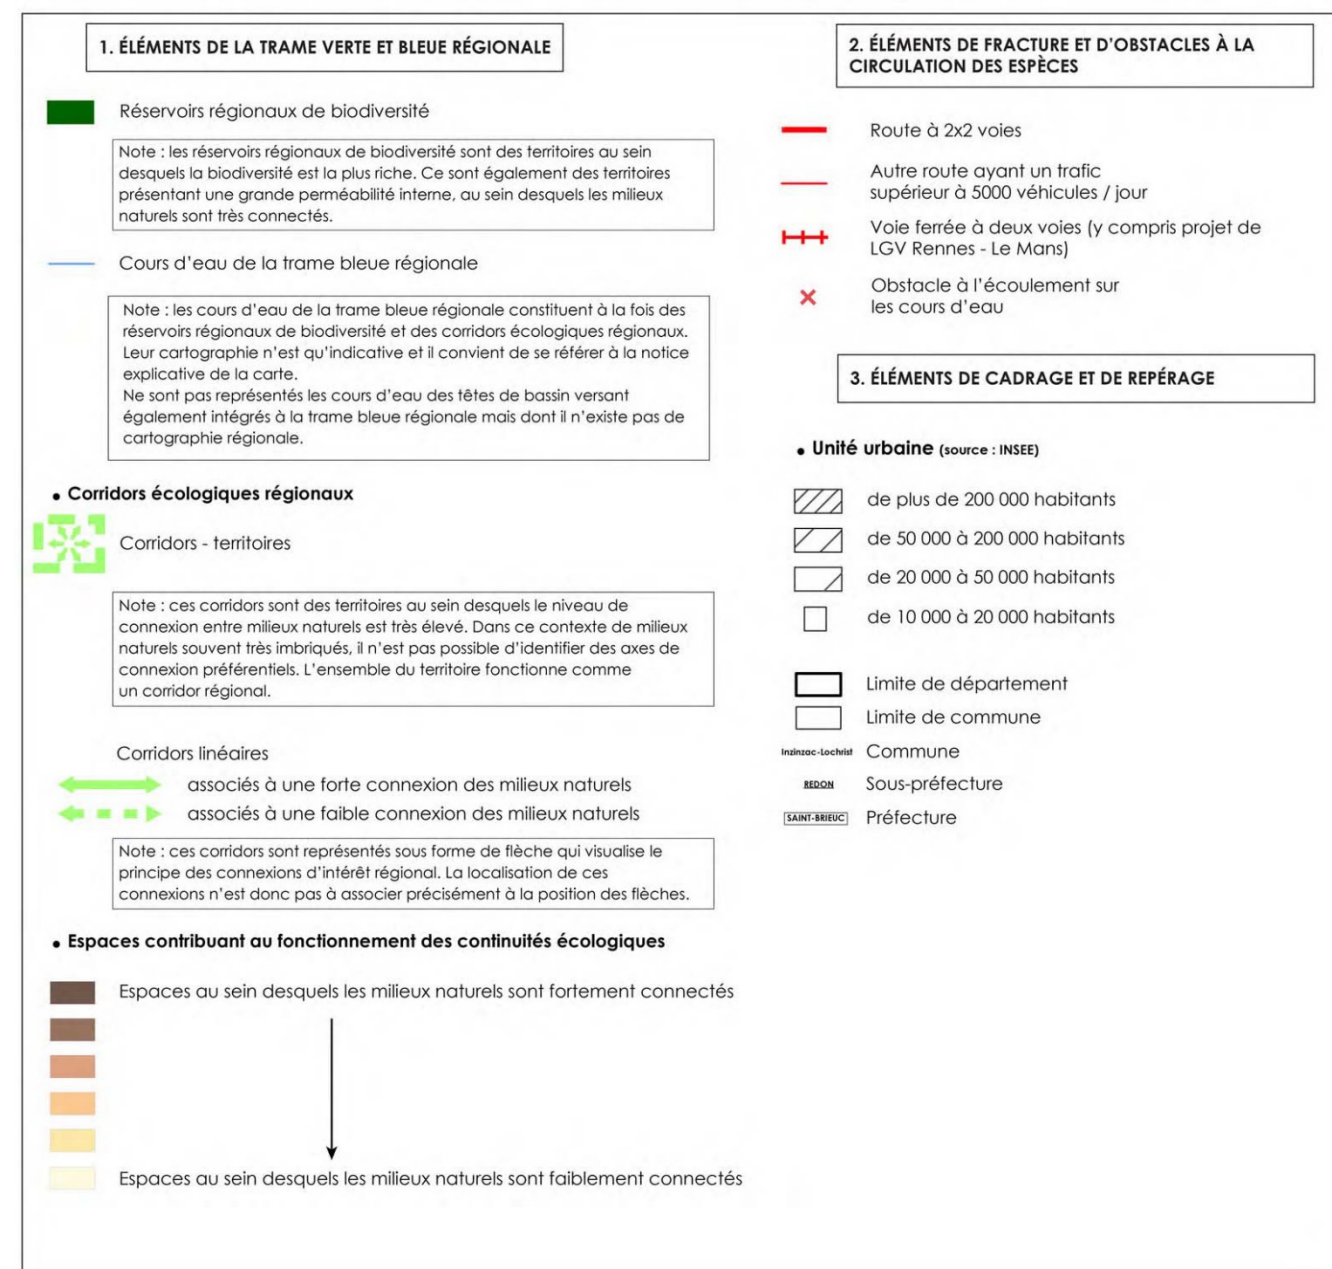 1. ÉLÉMENTS DE LA TRAME VERTE ET BLEUE RÉGIONALE
Réservoirs régionaux de biodiversité
Note : les réservoirs régionaux de biodiversité sont des territoires au sein
desquels la biodiversité est la plus riche. Ce sont également des territoires
présentant une grande perméabilité interne, au sein desquels les milieux
naturels sont très connectés.
Cours d'eau de la trame bleue régionale
Note : les cours d'eau de la trame bleue régionale constituent à la fois des
réservoirs régionaux de biodiversité et des corridors écologiques régionaux.
Leur cartographie n'est qu'indicative et il convient de se référer à la notice
explicative de la carte.
Ne sont pas représentés les cours d'eau des têtes de bassin versant
également intégrés à la trame bleue régionale mais dont il n'existe pas de
cartographie régionale.
• Corridors écologiques régionaux
Corridors - territoires
Note : ces corridors sont des territoires au sein desquels le niveau de
connexion entre milieux naturels est très élevé. Dans ce contexte de milieux
naturels souvent très imbriqués, il n'est pas possible d'identifier des axes de
connexion préférentiels. L'ensemble du territoire fonctionne comme
un corridor régional.
Corridors linéaires
associés à une forte connexion des milieux naturels
associés à une faible connexion des milieux naturels
Note : ces corridors sont représentés sous forme de flèche qui visualise le
principe des connexions d'intérêt régional. La localisation de ces
connexions n'est donc pas à associer précisément à la position des flèches.
• Espaces contribuant au fonctionnement des continuités écologiques
Espaces au sein desquels les milieux naturels sont fortement connectés
Espaces au sein desquels les milieux naturels sont faiblement connectés
2. ÉLÉMENTS DE FRACTURE ET D'OBSTACLES À LA
CIRCULATION DES ESPÈCES
Route à 2x2 voies
Autre route ayant un trafic
supérieur à 5000 véhicules / jour
Voie ferrée à deux voies (y compris projet de
LGV Rennes - Le Mans)
Obstacle à l'écoulement sur
les cours d'eau
3. ÉLÉMENTS DE CADRAGE ET DE REPÉRAGE
• Unité urbaine (source : INSEE)
de plus de 200 000 habitants
de 50 000 à 200 000 habitants
de 20 000 à 50 000 habitants
de 10 000 à 20 000 habitants
Limite de département
Limite de commune
Inzinzac-Lochrist Commune
REDON Sous-préfecture
SAINT-BRIEUC Préfecture